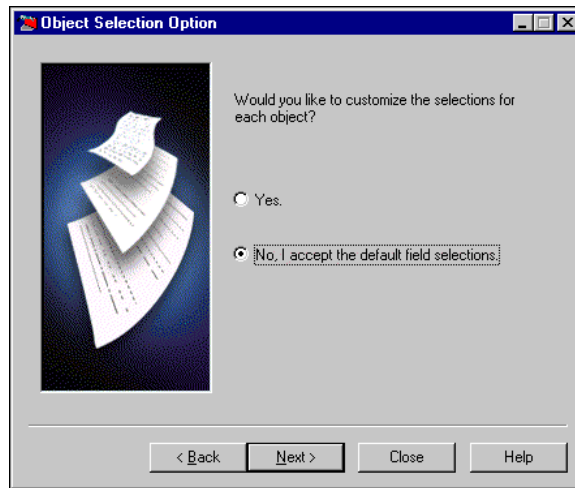 Object Selection Option
Would you like to customize the selections for
each object?
Yes.
No, I accept the default field selections.
< Back
Next >
Close
Help